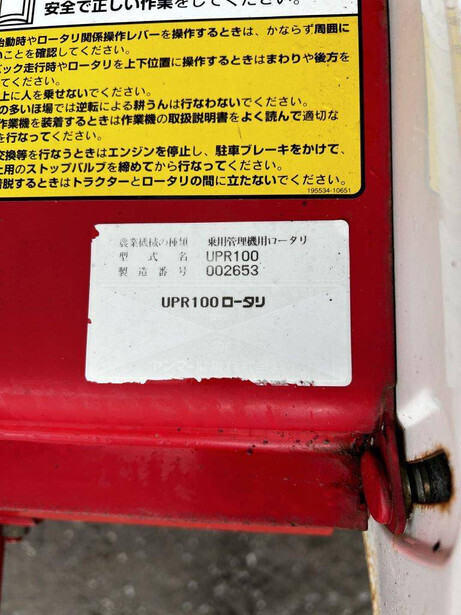 安全で正しい作業をしてください。
始動時やロータリ関係操作レバーを操作するときは、かならず周囲に
いことを確認してください。
バック走行時やロータリを上下位置に操作するときはまわりや後方を
てください。
上に人を乗せないでください。
の多いほ場では逆転による耕うんは行なわないでください。
作業機を装着するときは作業機の取扱説明書をよく読んで適切な
を行なってください。
交換等を行なうときはエンジンを停止し、駐車ブレーキをかけて、
上用のストップバルブを締めてから行なってください。
着脱するときはトラクターとロータリの間に立たないでください。
195534-10651
農業機械の種類 乗用管理機用ロータリ
型式名 UPR100
製造番号 002653
UPR100ロータリ